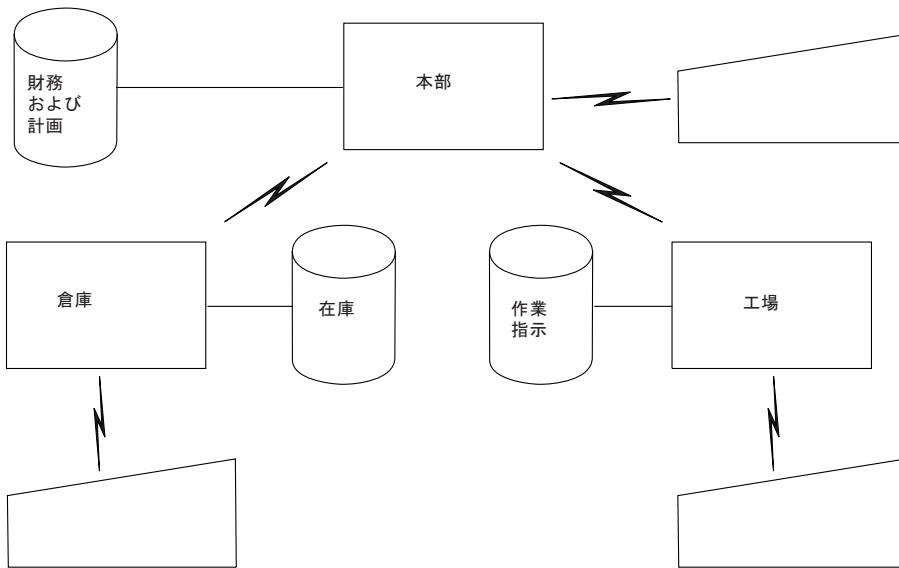 財務
および
計画
本部
倉庫
在庫
作業
指示
工場